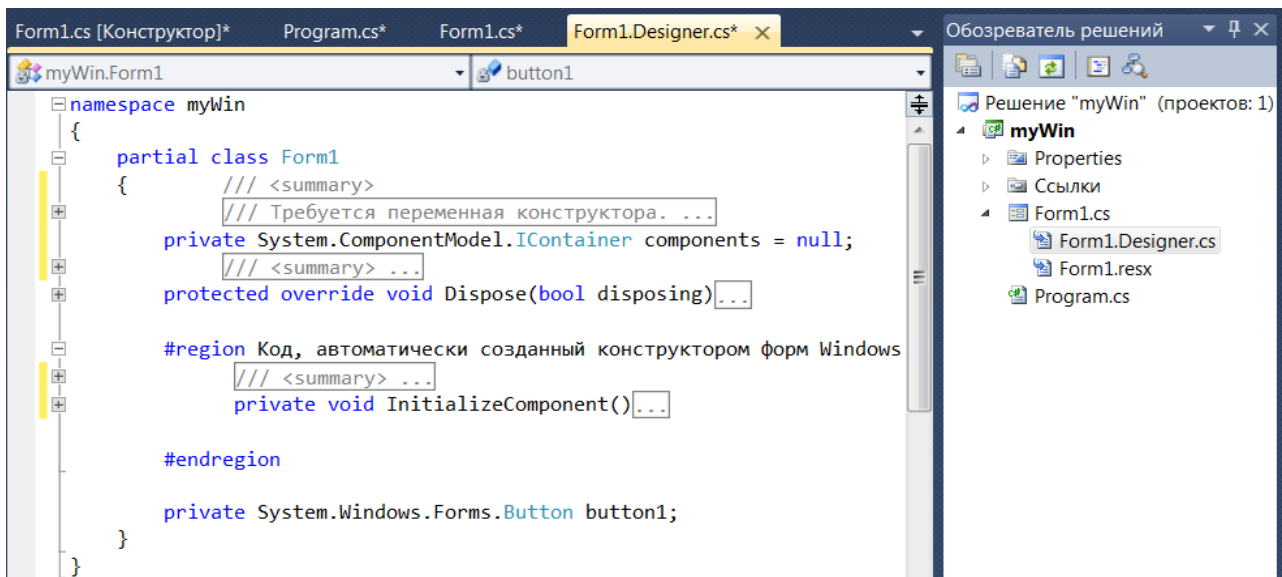 Form1.cs [Конструктор]* Program.cs* Form1.cs* Form1.Designer.cs*
myWin.Form1 button1
namespace myWin
{
partial class Form1
{ /// <summary>
/// Требуется переменная конструктора. ...
private System.ComponentModel.IContainer components = null;
/// <summary> ...
protected override void Dispose(bool disposing)...
#region Код, автоматически созданный конструктором форм Windows
/// <summary> ...
private void InitializeComponent()...
#endregion
private System.Windows.Forms.Button button1;
}
}
Обозреватель решений
Решение "myWin" (проектов: 1)
myWin
Properties
Ссылки
Form1.cs
Form1.Designer.cs
Form1.resx
Program.cs